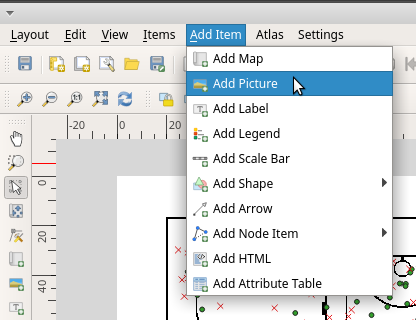 Layout Edit View Items Add Item Atlas Settings
Add Map
Add Picture
Add Label
Add Legend
Add Scale Bar
Add Shape
Add Arrow
Add Node Item
Add HTML
Add Attribute Table
-20 0 20
0
20
40